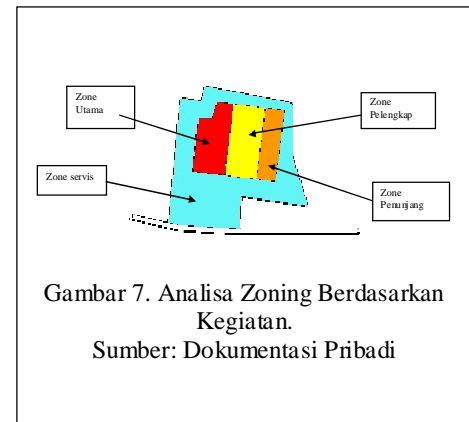 Zone
Utama
Zone
Pelengkap
Zone servis
Zone
Penunjang
Gambar 7. Analisa Zoning Berdasarkan
Kegiatan.
Sumber: Dokumentasi Pribadi